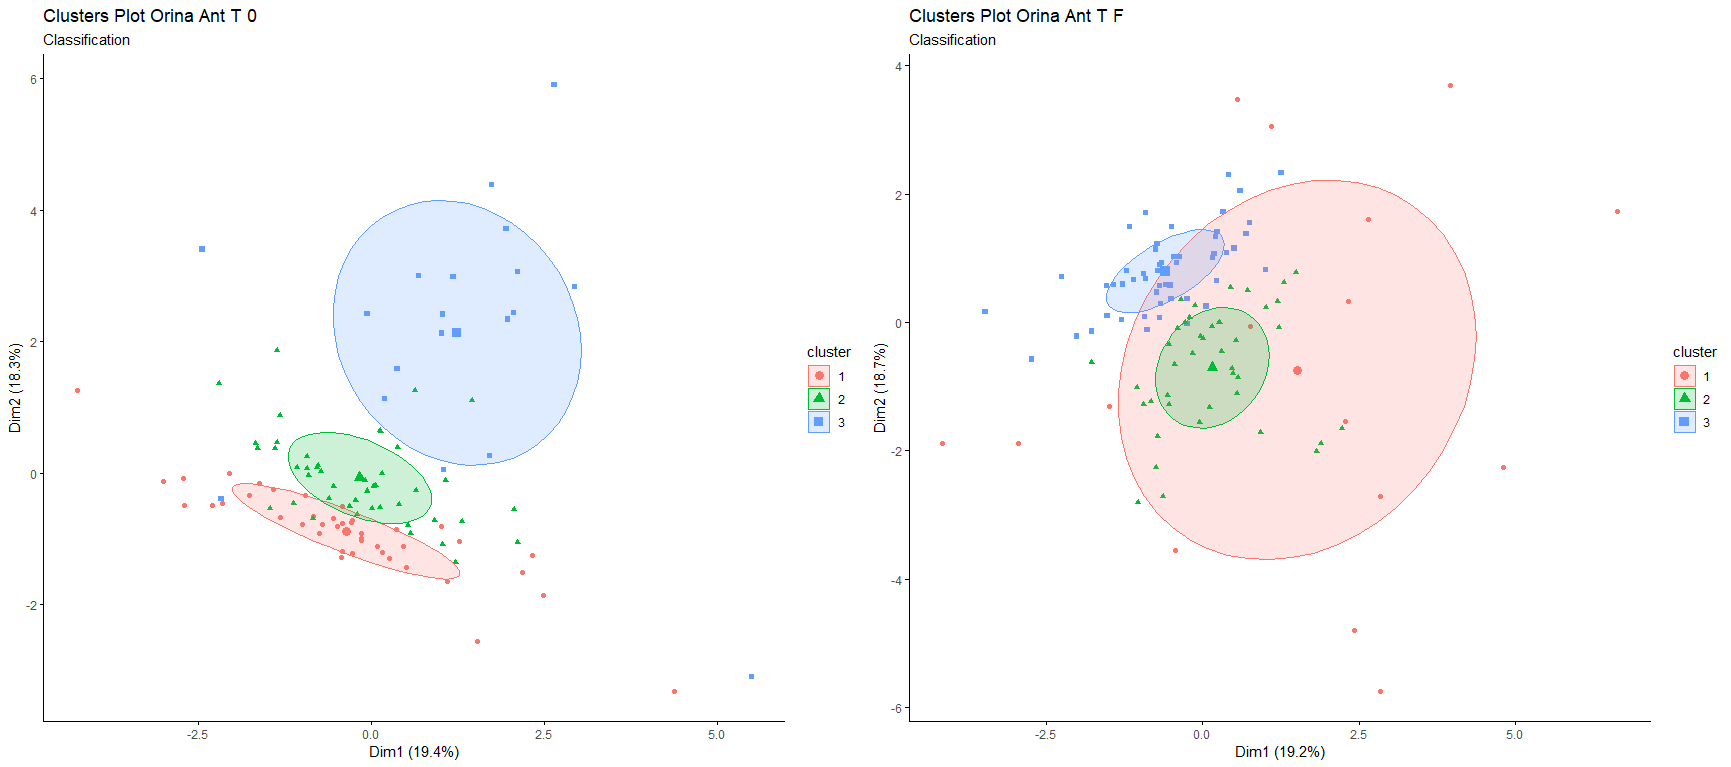 Clusters Plot Orina Ant T 0
Classification
6
4
2
0
-2
Dim2 (18.3%)
-2.5
0.0
2.5
5.0
Dim1 (19.4%)
cluster
1
2
3
Clusters Plot Orina Ant T F
Classification
4
2
0
-2
-4
-6
Dim2 (18.7%)
-2.5
0.0
2.5
5.0
Dim1 (19.2%)
cluster
1
2
3